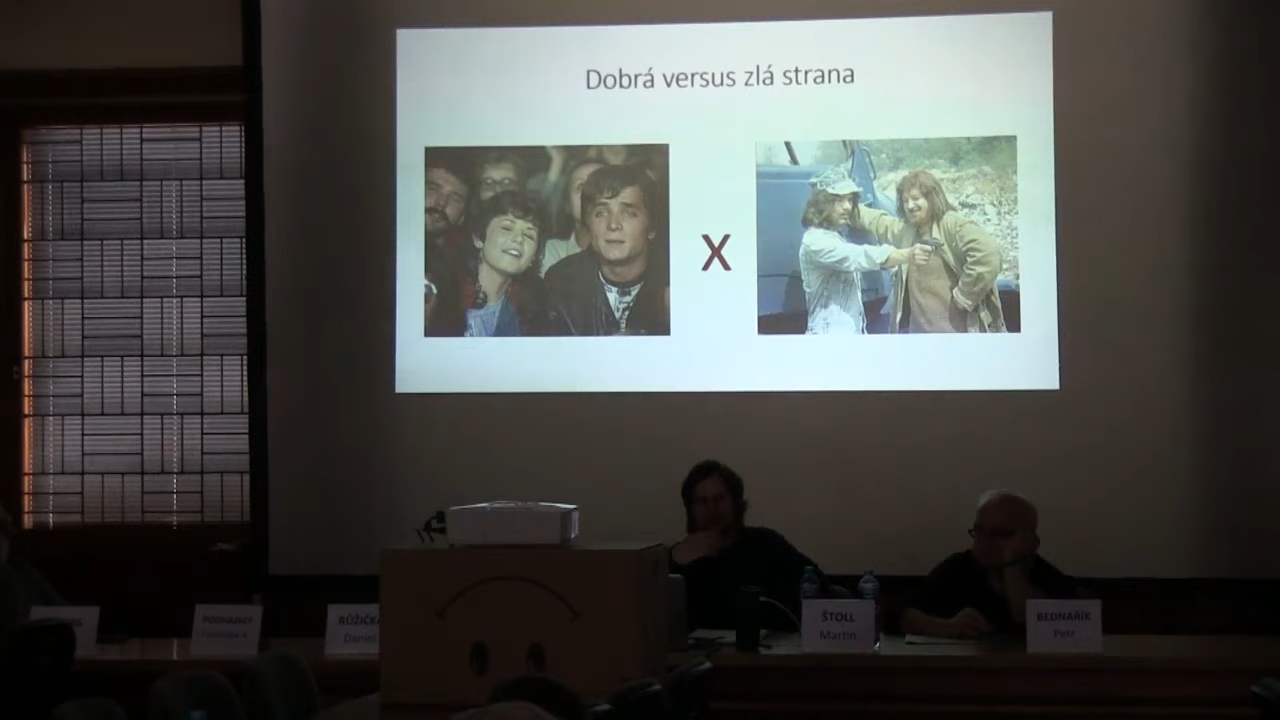 Dobrá versus zlá strana
X
PODHAJSKÝ
RŮŽIČKA
Daniel
ŠTOLL
Martin
BEDNAŘÍK
Petr